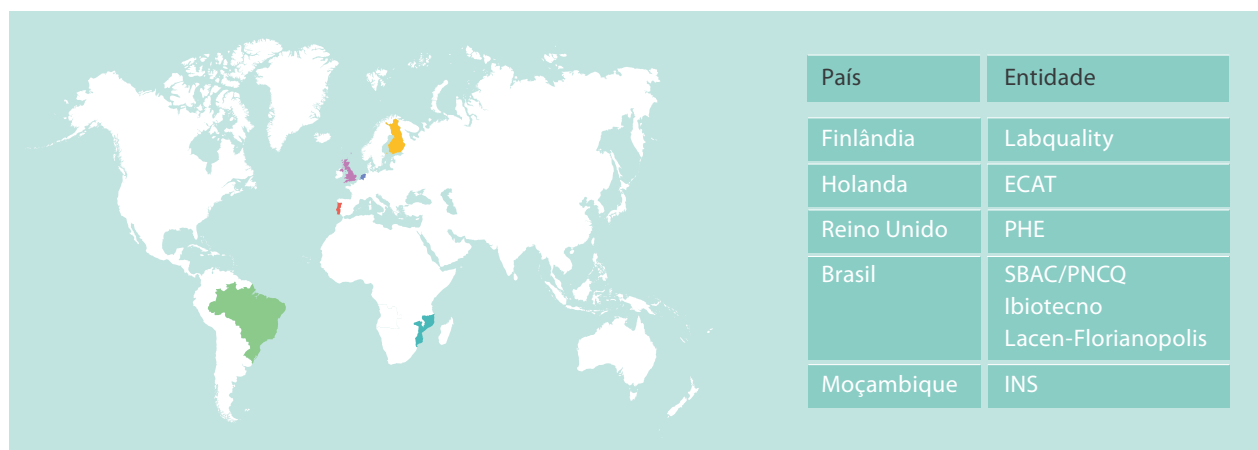 País Entidade
Finlândia Labquality
Holanda ECAT
Reino Unido PHE
Brasil SBAC/PNCQ
Ibiotecno
Lacen-Florianopolis
Moçambique INS